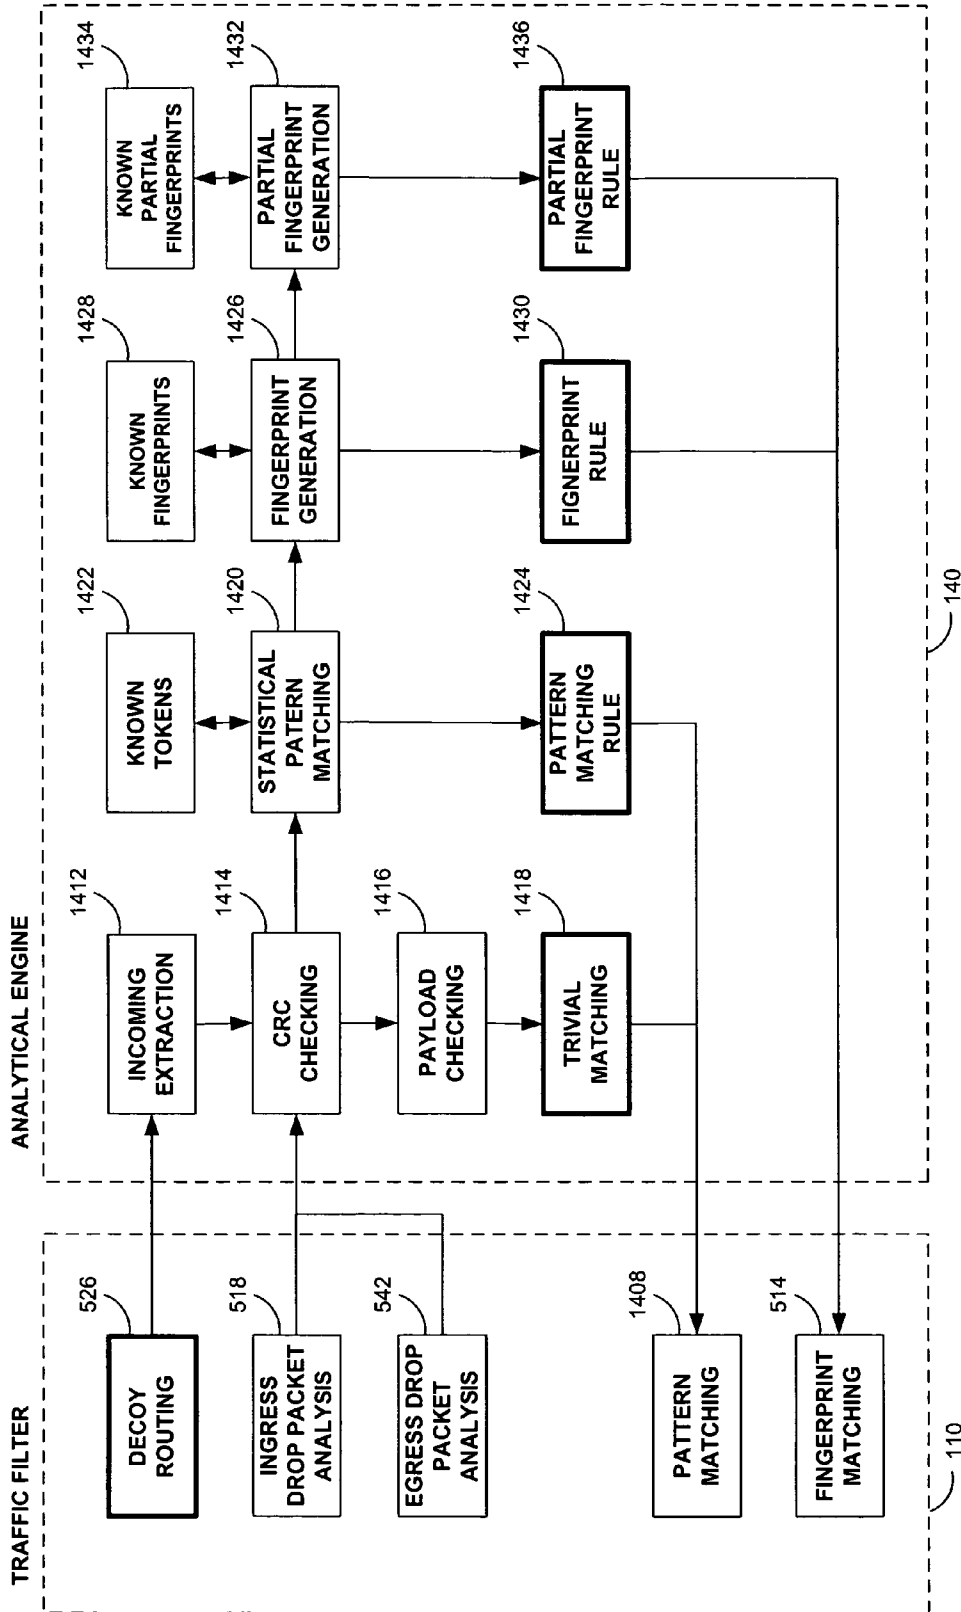 TRAFFIC FILTER
ANALYTICAL ENGINE
526
DECOY
ROUTING
518
INGRESS
DROP PACKET
ANALYSIS
542
EGRESS DROP
PACKET
ANALYSIS
1408
PATTERN
MATCHING
514
FINGERPRINT
MATCHING
110
1412
INCOMING
EXTRACTION
1414
CRC
CHECKING
1416
PAYLOAD
CHECKING
1418
TRIVIAL
MATCHING
1422
KNOWN
TOKENS
1420
STATISTICAL
PATERN
MATCHING
1424
PATTERN
MATCHING
RULE
1428
KNOWN
FINGERPRINTS
1426
FINGERPRINT
GENERATION
1430
FIGNERPRINT
RULE
1434
KNOWN
PARTIAL
FINGERPRINTS
1432
PARTIAL
FINGERPRINT
GENERATION
1436
PARTIAL
FINGERPRINT
RULE
140